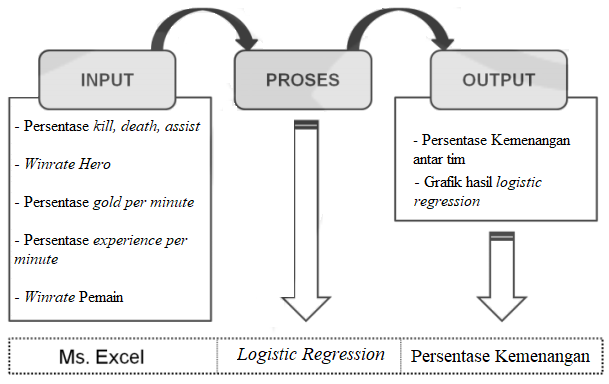 INPUT
PROSES
OUTPUT
- Persentase kill, death, assist
- Winrate Hero
- Persentase gold per minute
- Persentase experience per
minute
- Winrate Pemain
- Persentase Kemenangan
antar tim
- Grafik hasil logistic
regression
Ms. Excel
Logistic Regression
Persentase Kemenangan